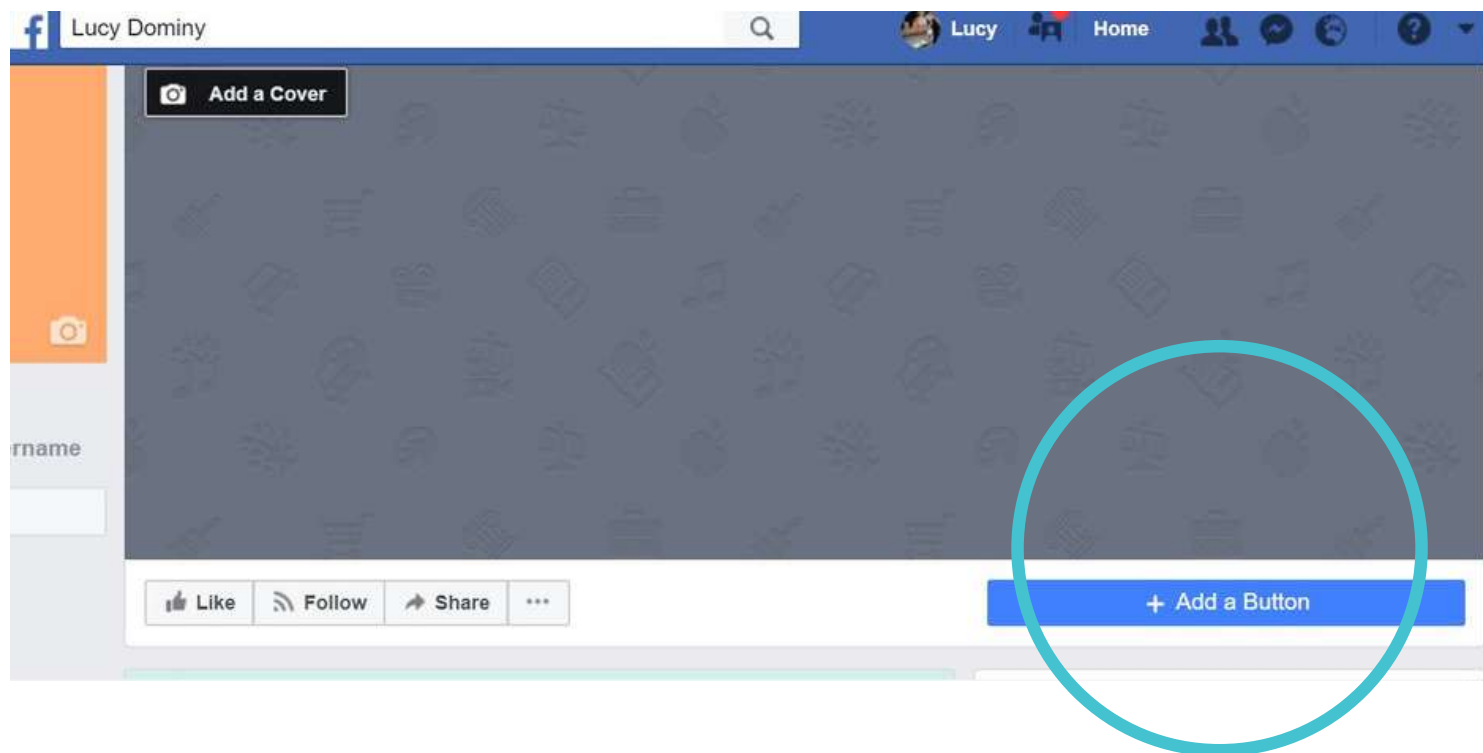 f Lucy Dominy Lucy Home ?
Add a Cover
rname
Like Follow Share ...
+ Add a Button